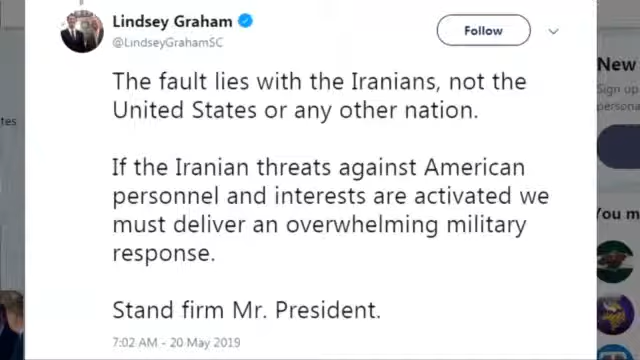 Lindsey Graham
@LindseyGrahamSC
Follow
The fault lies with the Iranians, not the
United States or any other nation.
If the Iranian threats against American
personnel and interests are activated we
must deliver an overwhelming military
response.
Stand firm Mr. President.
7:02 AM - 20 May 2019
tes
New
Sign up
persona
You m